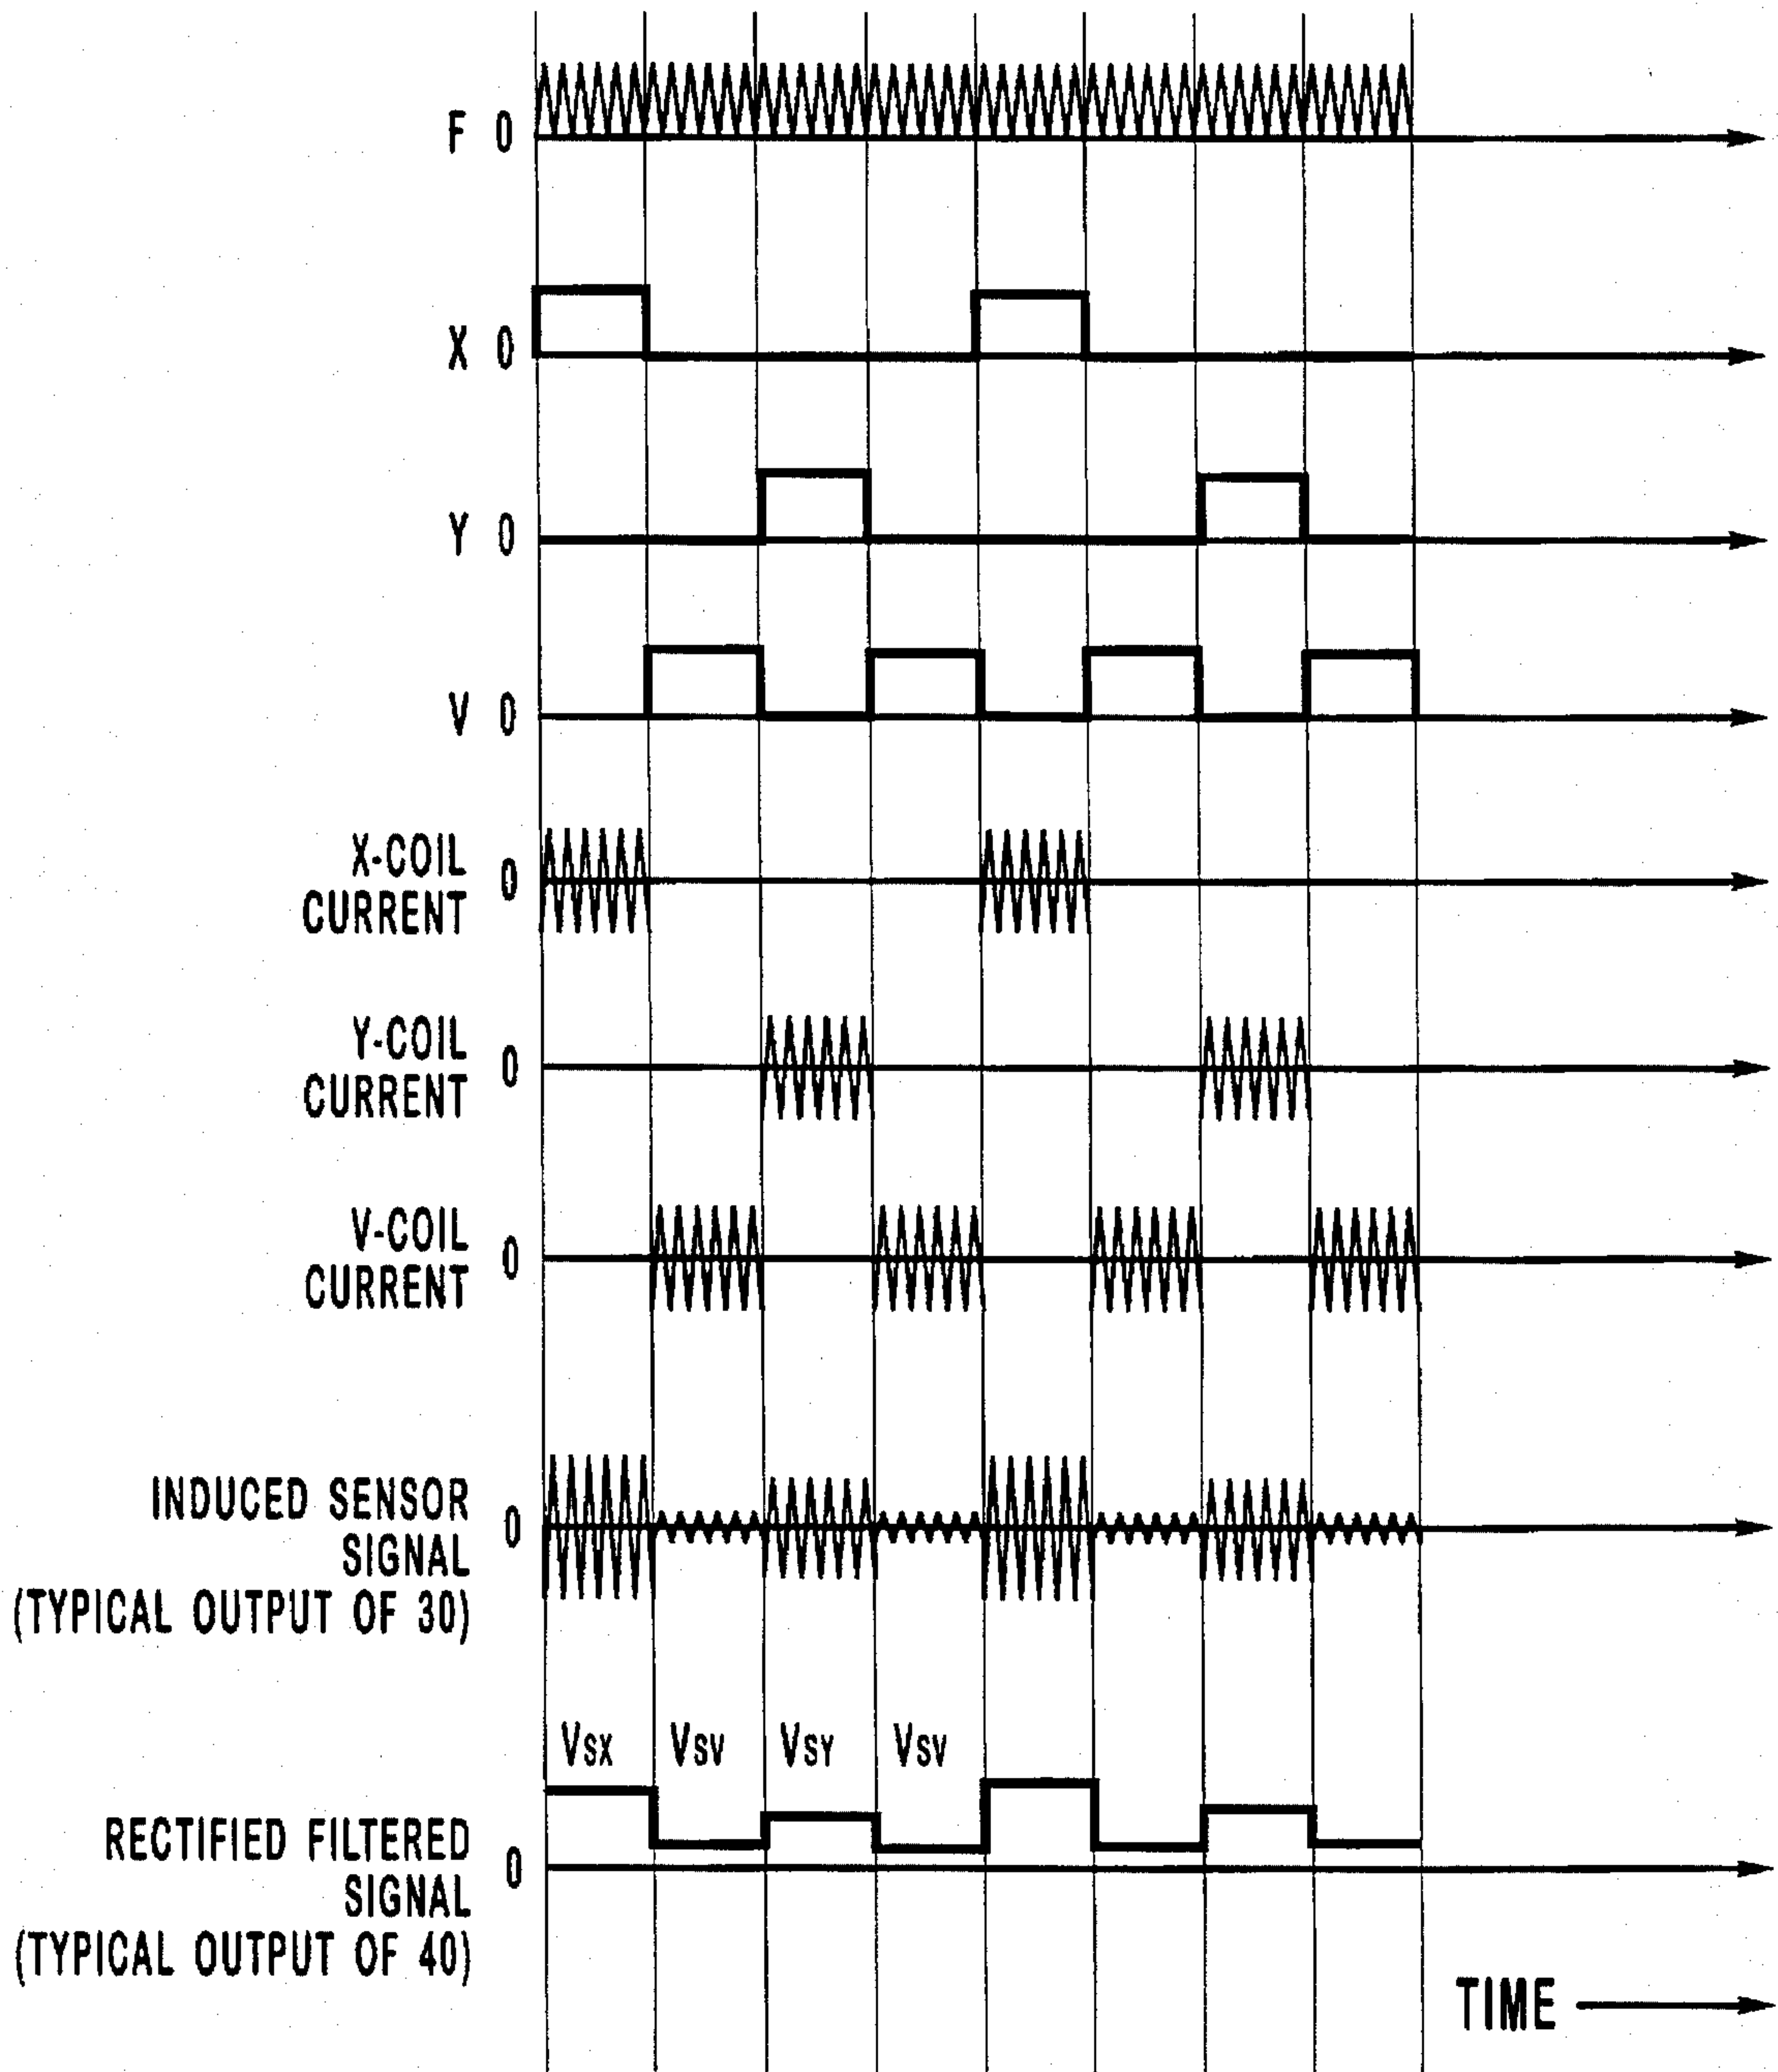 F 0
X 0
Y 0
V 0
X-COIL
CURRENT 0
Y-COIL
CURRENT 0
V-COIL
CURRENT 0
INDUCED SENSOR
SIGNAL 0
(TYPICAL OUTPUT OF 30)
VSX VSV VSY VSV
RECTIFIED FILTERED
SIGNAL 0
(TYPICAL OUTPUT OF 40)
TIME